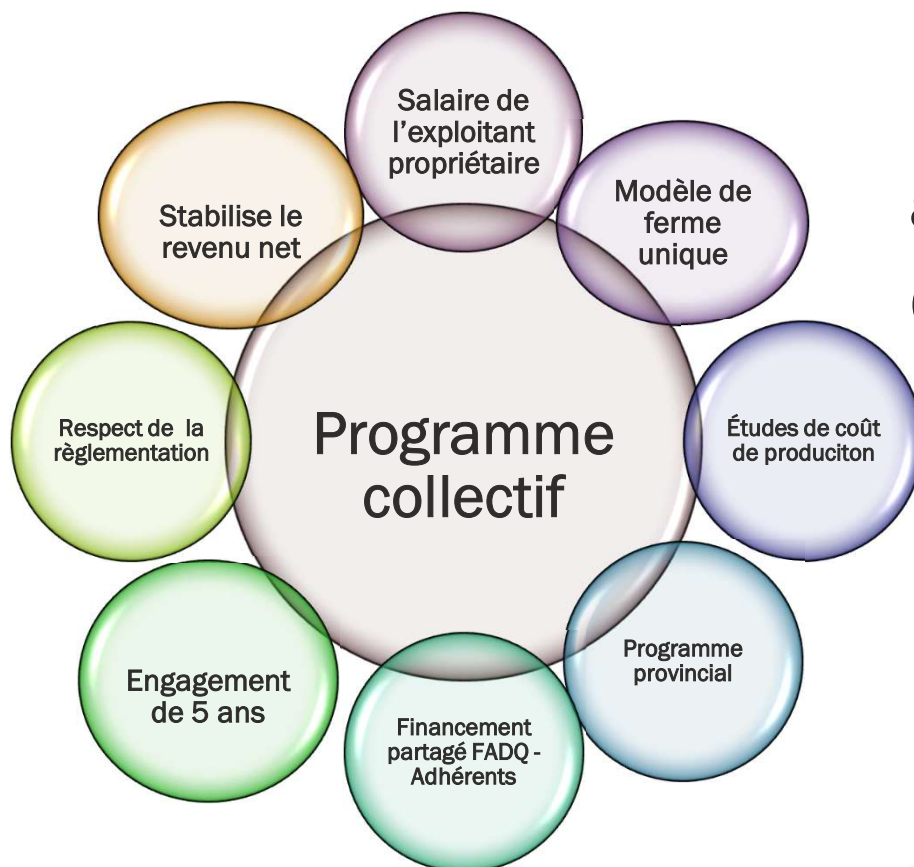 Salaire de
l'exploitant
propriétaire
Modèle de
ferme
unique
Études de coût
de produciton
Programme
provincial
Financement
partagé FADQ -
Adhérents
Engagement
de 5 ans
Respect de la
règlementation
Stabilise le
revenu net
Programme
collectif